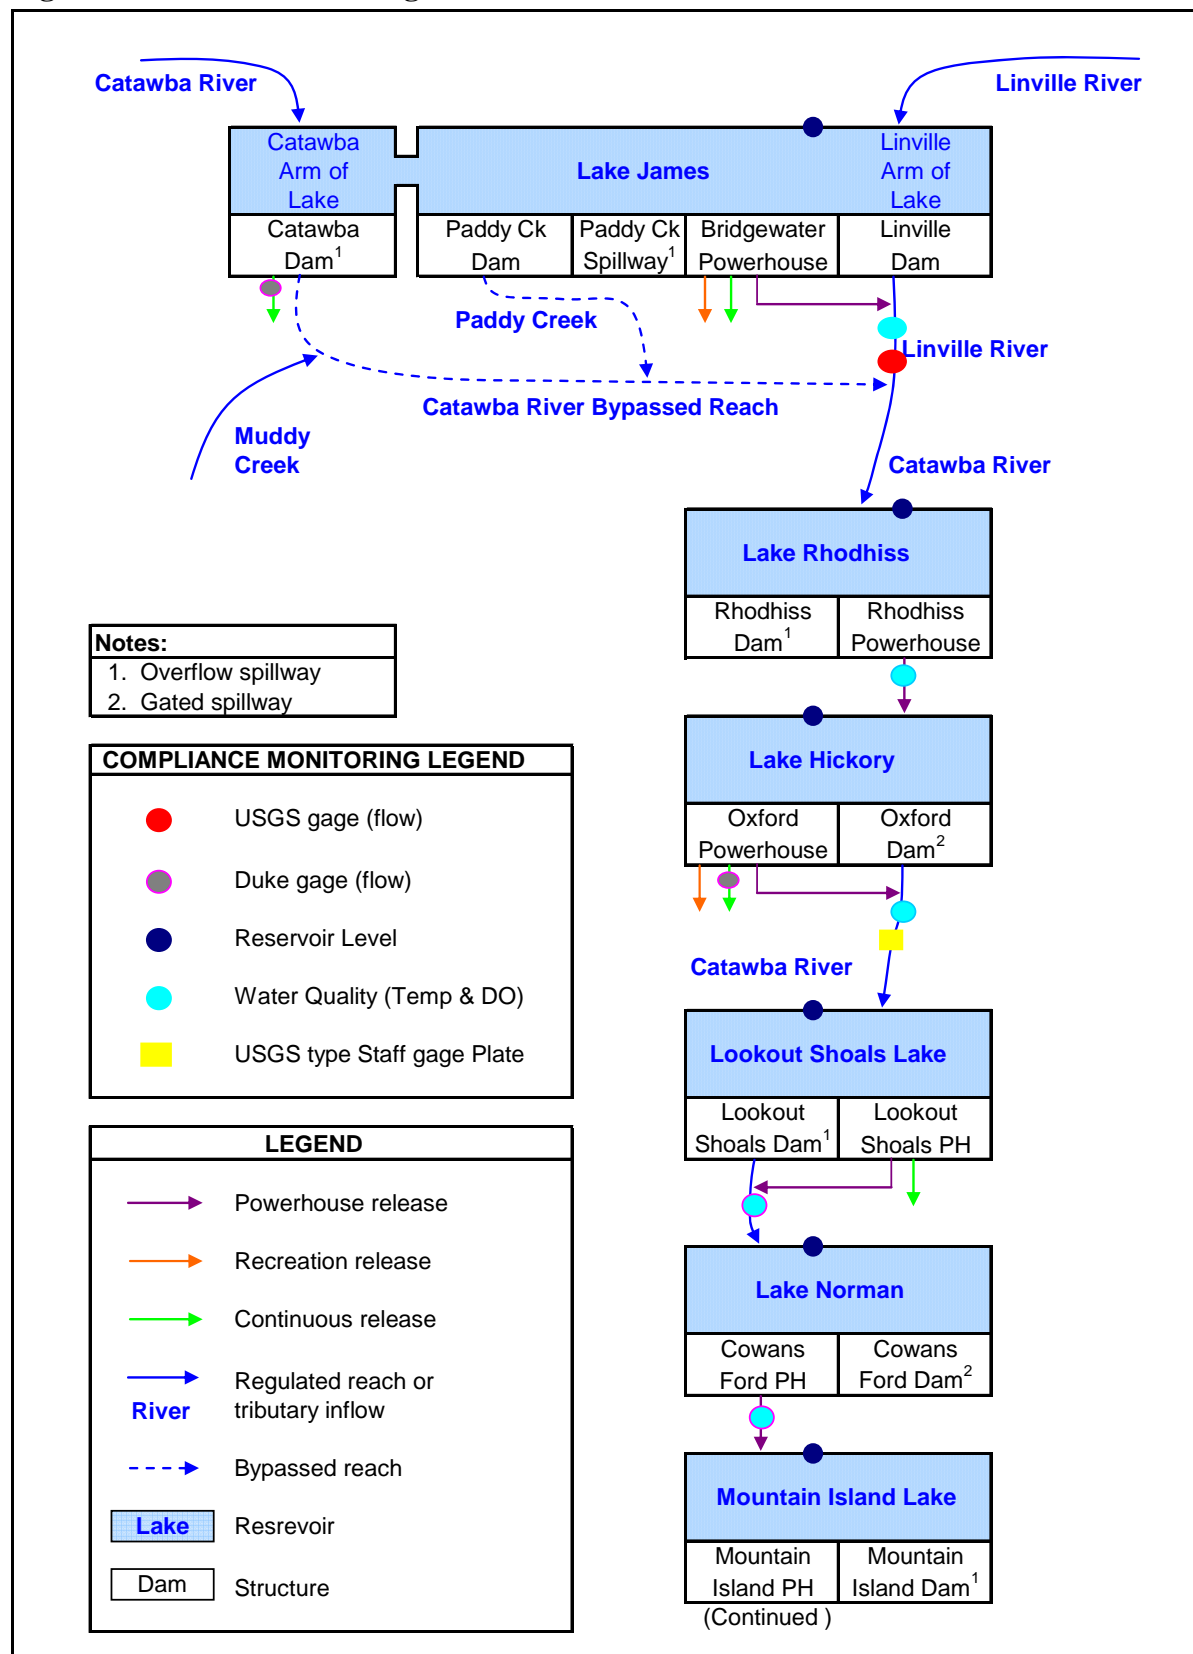 Catawba River
Linville River
Catawba
Arm of
Lake
Lake James
Linville
Arm of
Lake
Catawba
Dam1
Paddy Ck
Dam
Paddy Ck
Spillway1
Bridgewater
Powerhouse
Linville
Dam
Paddy Creek
Linville River
Catawba River Bypassed Reach
Muddy
Creek
Catawba River
Lake Rhodhiss
Rhodhiss
Dam1
Rhodhiss
Powerhouse
Notes:
1. Overflow spillway
2. Gated spillway
Lake Hickory
Oxford
Powerhouse
Oxford
Dam2
COMPLIANCE MONITORING LEGEND
USGS gage (flow)
Duke gage (flow)
Reservoir Level
Water Quality (Temp & DO)
USGS type Staff gage Plate
Catawba River
Lookout Shoals Lake
Lookout
Shoals Dam1
Lookout
Shoals PH
LEGEND
Powerhouse release
Recreation release
Continuous release
Regulated reach or
tributary inflow
River
Bypassed reach
Lake
Resrevoir
Dam
Structure
Lake Norman
Cowans
Ford PH
Cowans
Ford Dam2
Mountain Island Lake
Mountain
Island PH
Mountain
Island Dam1
(Continued )